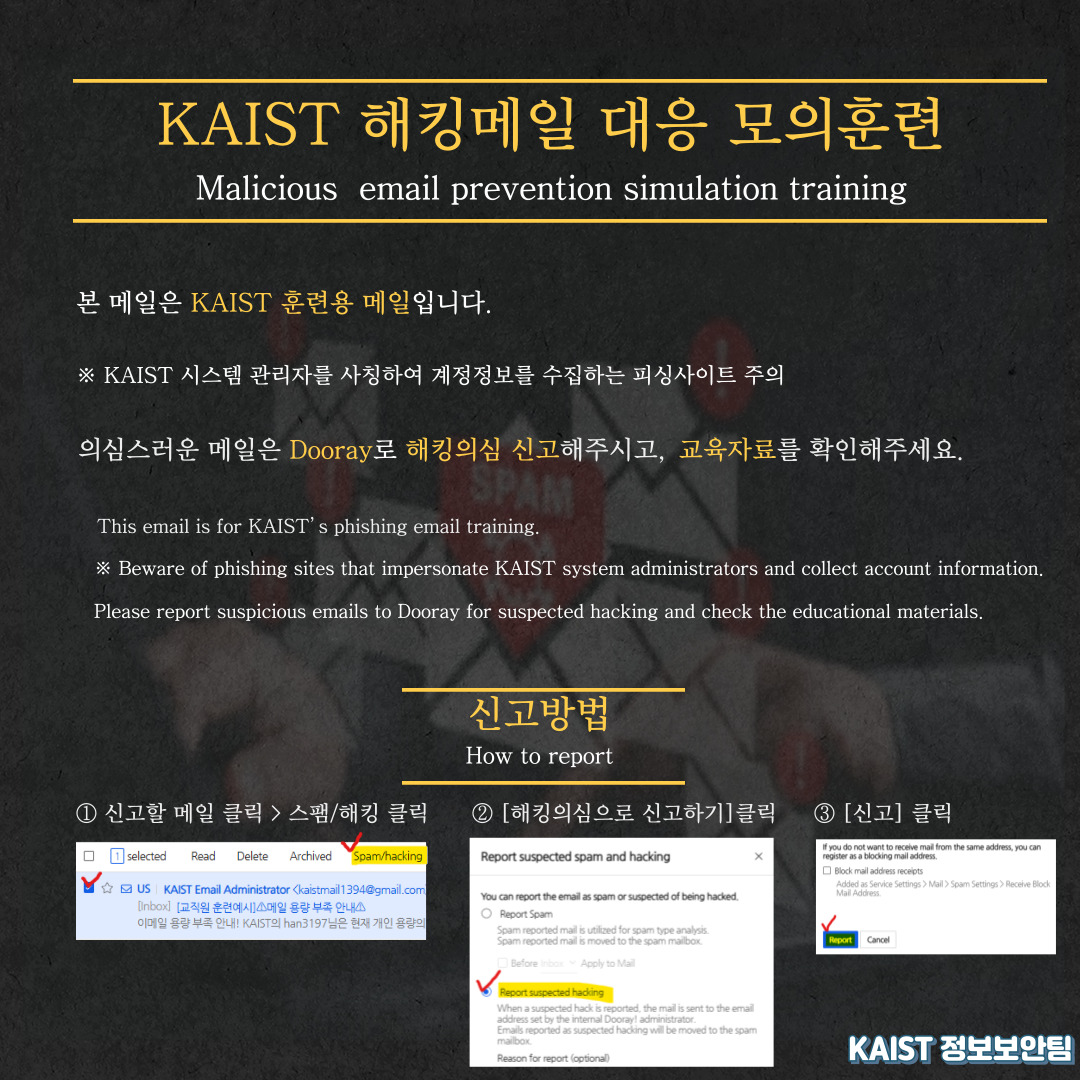 KAIST 해킹메일 대응 모의훈련
Malicious email prevention simulation training
본 메일은 KAIST 훈련용 메일입니다.
※ KAIST 시스템 관리자를 사칭하여 계정정보를 수집하는 피싱사이트 주의
의심스러운 메일은 Dooray로 해킹의심 신고해주시고, 교육자료를 확인해주세요.
SPAM
This email is for KAIST's phishing email training.
※ Beware of phishing sites that impersonate KAIST system administrators and collect account information.
Please report suspicious emails to Dooray for suspected hacking and check the educational materials.
신고방법
How to report
① 신고할 메일 클릭 > 스팸/해킹 클릭
1 selected Read Delete Archived Spam/hacking
US KAIST Email Administrator <kaistmail1394@gmail.com
[Inbox] [교직원 훈련예시]⚠메일 용량 부족 안내⚠
이메일 용량 부족 안내! KAIST의 han3197님은 현재 개인 용량의
② [해킹의심으로 신고하기]클릭
Report suspected spam and hacking ×
You can report the email as spam or suspected of being hacked.
Report Spam
Spam reported mail is utilized for spam type analysis.
Spam reported mail is moved to the spam mailbox.
Before Inbox Apply to Mail
Report suspected hacking
When a suspected hack is reported, the mail is sent to the email
address set by the internal Dooray! administrator.
Emails reported as suspected hacking will be moved to the spam
mailbox.
Reason for report (optional)
③ [신고] 클릭
If you do not want to receive mail from the same address, you can
register as a blocking mail address.
Block mail address receipts
Added as Service Settings > Mail > Spam Settings > Receive Block
Mail Address.
Report Cancel
KAIST 정보보안팀